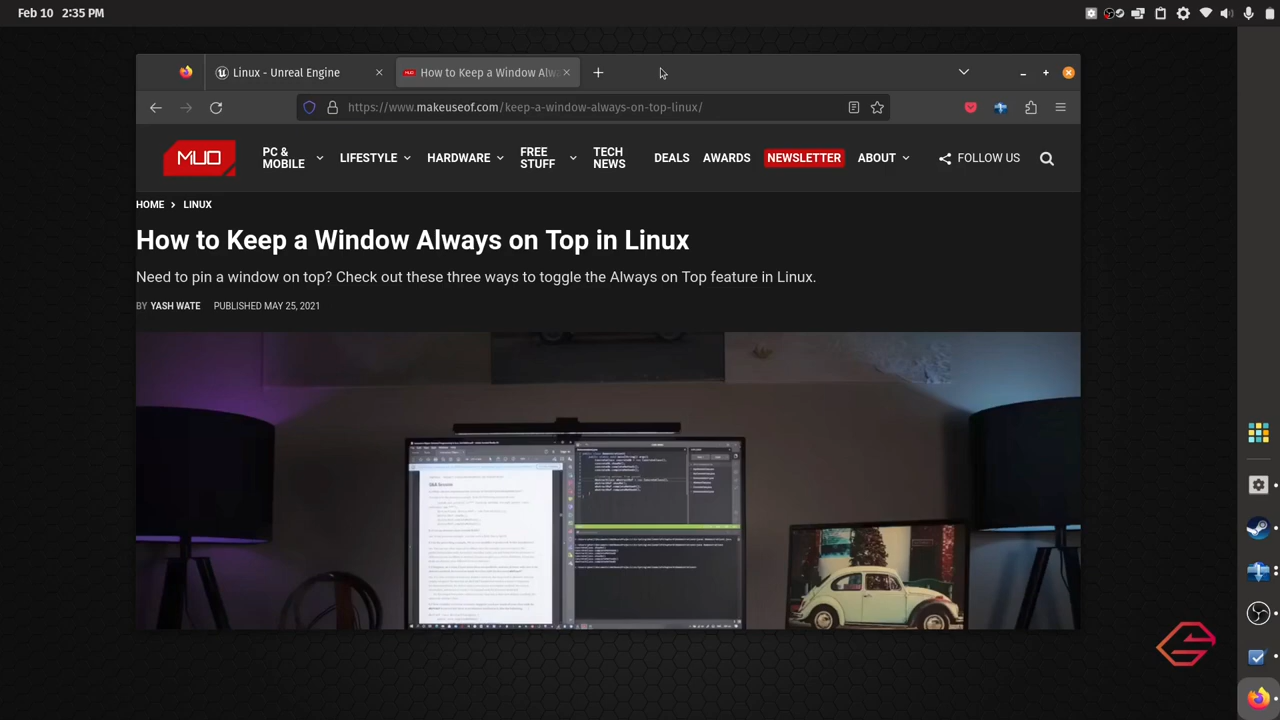 Feb 10 2:35 PM
Linux - Unreal Engine
How to Keep a Window Alw
https://www.makeuseof.com/keep-a-window-always-on-top-linux/
MUO
PC & MOBILE
LIFESTYLE
HARDWARE
FREE STUFF
TECH NEWS
DEALS
AWARDS
NEWSLETTER
ABOUT
FOLLOW US
HOME > LINUX
How to Keep a Window Always on Top in Linux
Need to pin a window on top? Check out these three ways to toggle the Always on Top feature in Linux.
BY YASH WATE PUBLISHED MAY 25, 2021